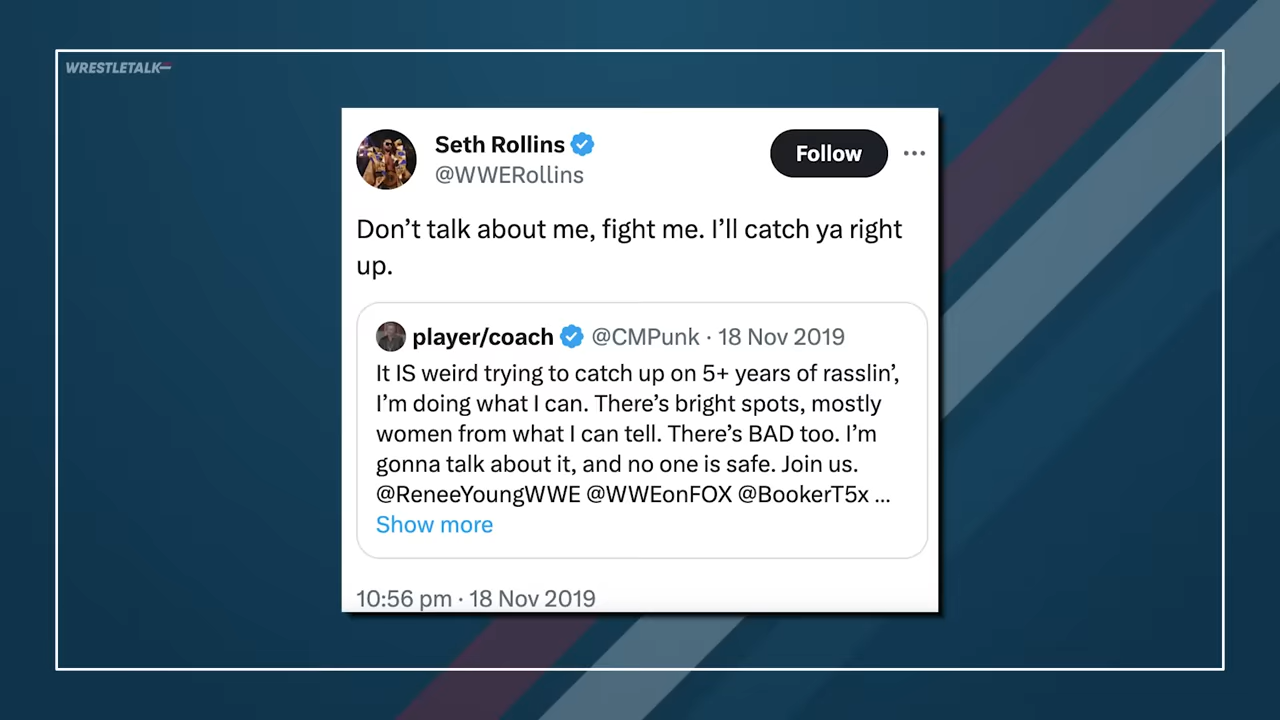 WRESTLETALK
Seth Rollins
@WWERollins
Follow
Don’t talk about me, fight me. I’ll catch ya right
up.
player/coach @CMPunk · 18 Nov 2019
It IS weird trying to catch up on 5+ years of rasslin’,
I’m doing what I can. There’s bright spots, mostly
women from what I can tell. There’s BAD too. I’m
gonna talk about it, and no one is safe. Join us.
@ReneeYoungWWE @WWEonFOX @BookerT5x ...
Show more
10:56 pm · 18 Nov 2019